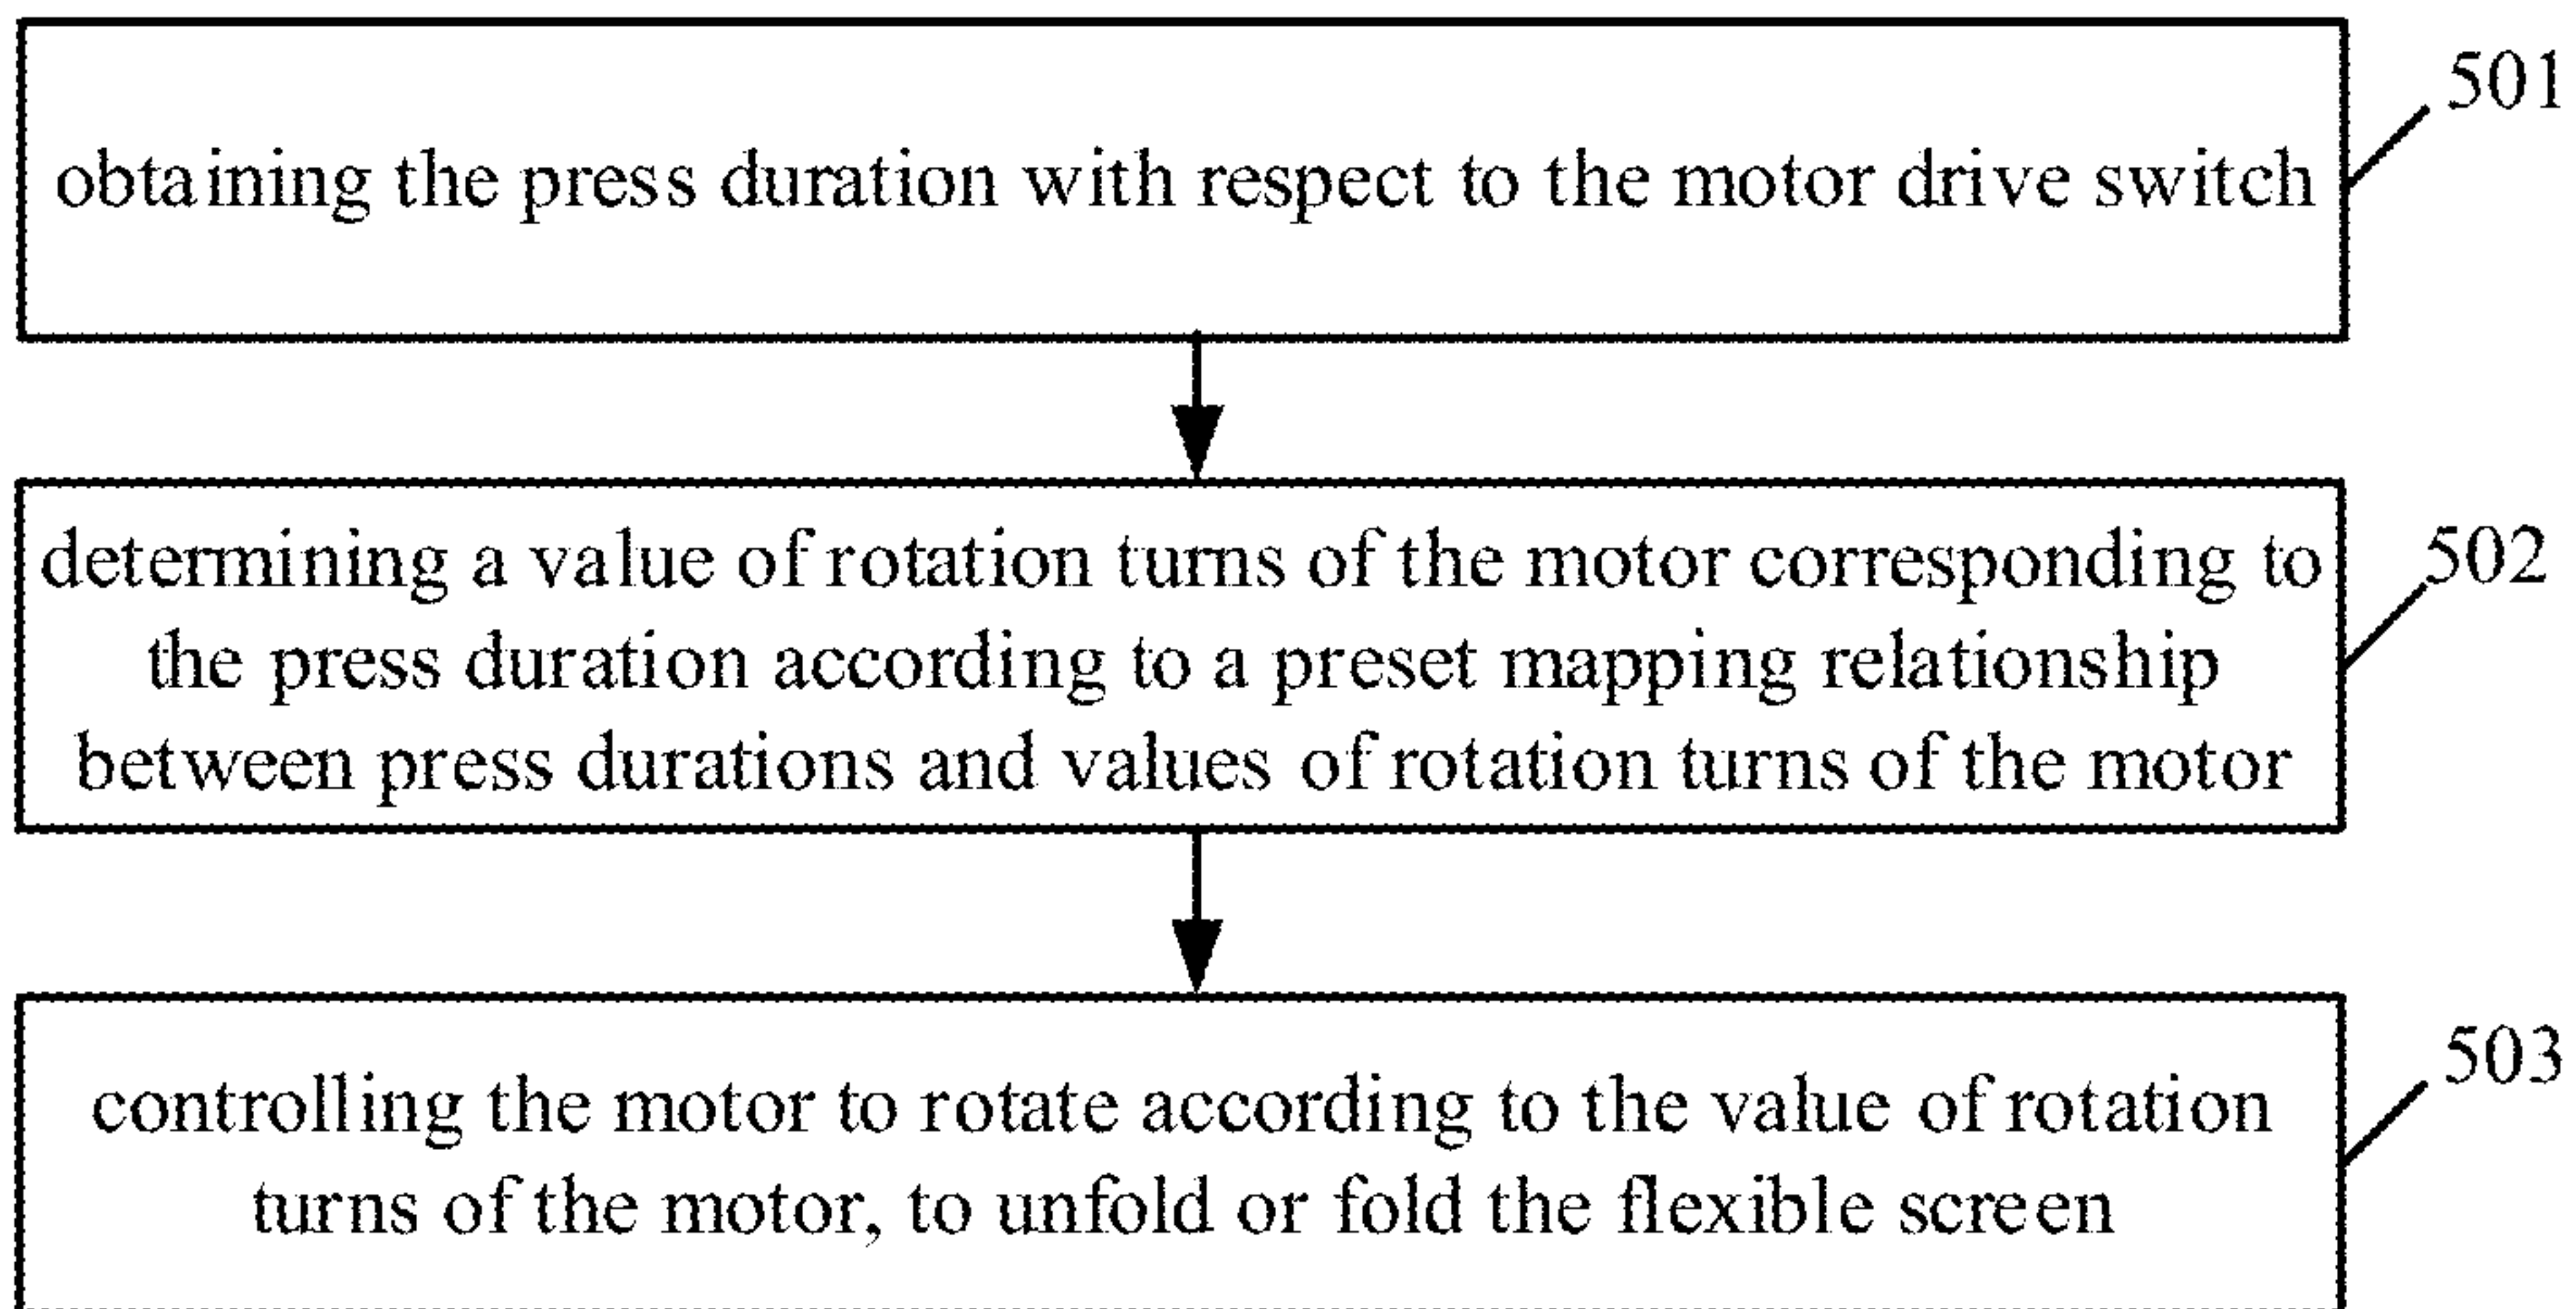 501
obtaining the press duration with respect to the motor drive switch
502
determining a value of rotation turns of the motor corresponding to
the press duration according to a preset mapping relationship
between press durations and values of rotation turns of the motor
503
controlling the motor to rotate according to the value of rotation
turns of the motor, to unfold or fold the flexible screen